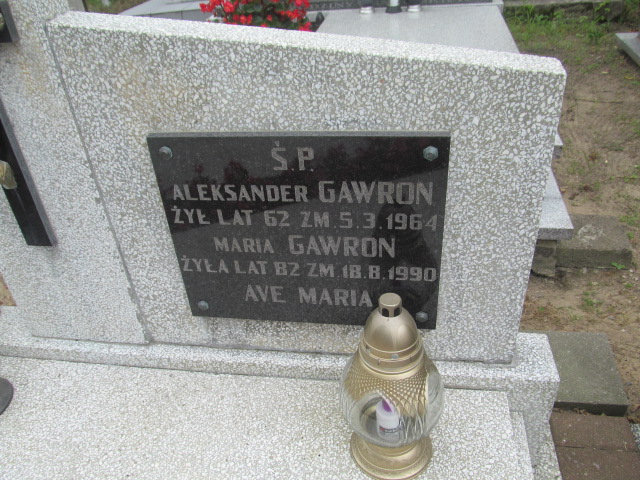 Ś.P.
ALEKSANDER GAWRON
ŻYŁ LAT 62 ZM. 5.3.1964
MARIA GAWRON
ŻYŁA LAT 82 ZM. 18.8.1990
AVE MARIA